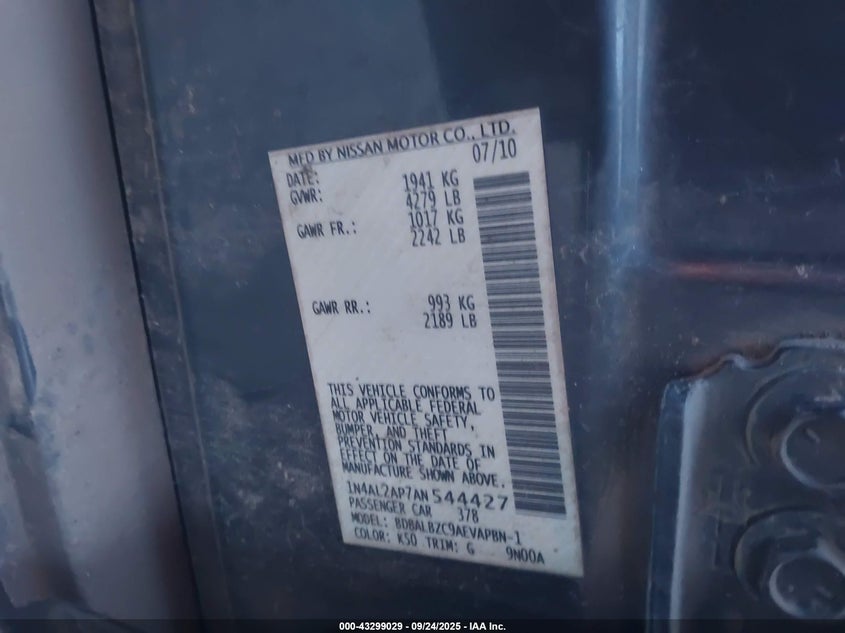 MFD BY NISSAN MOTOR CO., LTD.
DATE: 07/10
GVWR: 1941 KG
4279 LB
GAWR FR.: 1017 KG
2242 LB
GAWR RR.: 993 KG
2189 LB
THIS VEHICLE CONFORMS TO
ALL APPLICABLE FEDERAL
MOTOR VEHICLE SAFETY,
BUMPER, AND THEFT
PREVENTION STANDARDS IN
EFFECT ON THE DATE OF
MANUFACTURE SHOWN ABOVE.
1N4AL2AP7AN544427
PASSENGER CAR 378
MODEL: BDBALBZC9AEVAPBN-1
COLOR: K50 TRIM: G 9N00A
000-43299029 - 09/24/2025 - IAA Inc.